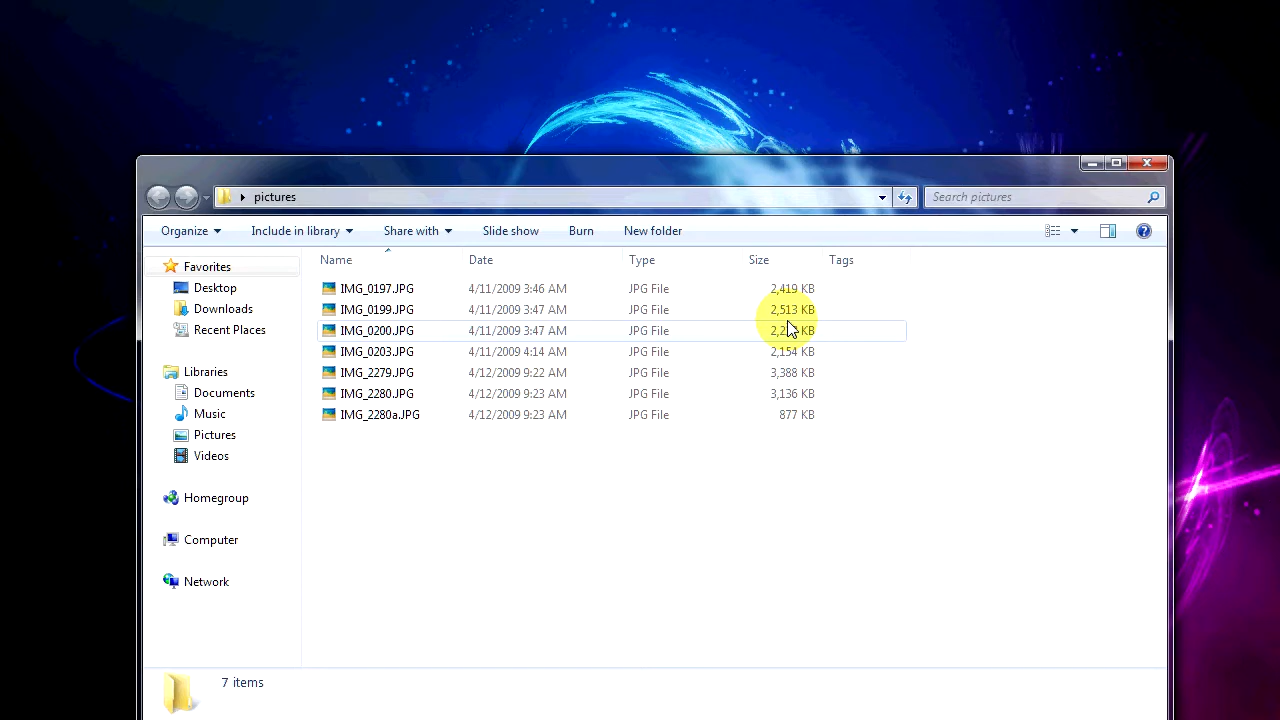 pictures
Search pictures
Organize Include in library Share with Slide show Burn New folder
Name Date Type Size Tags
Favorites
Desktop
Downloads
Recent Places
Libraries
Documents
Music
Pictures
Videos
Homegroup
Computer
Network
IMG_0197.JPG 4/11/2009 3:46 AM JPG File 2,419 KB
IMG_0199.JPG 4/11/2009 3:47 AM JPG File 2,513 KB
IMG_0200.JPG 4/11/2009 3:47 AM JPG File KB
IMG_0203.JPG 4/11/2009 4:14 AM JPG File 2,154 KB
IMG_2279.JPG 4/12/2009 9:22 AM JPG File 3,388 KB
IMG_2280.JPG 4/12/2009 9:23 AM JPG File 3,136 KB
IMG_2280a.JPG 4/12/2009 9:23 AM JPG File 877 KB
7 items